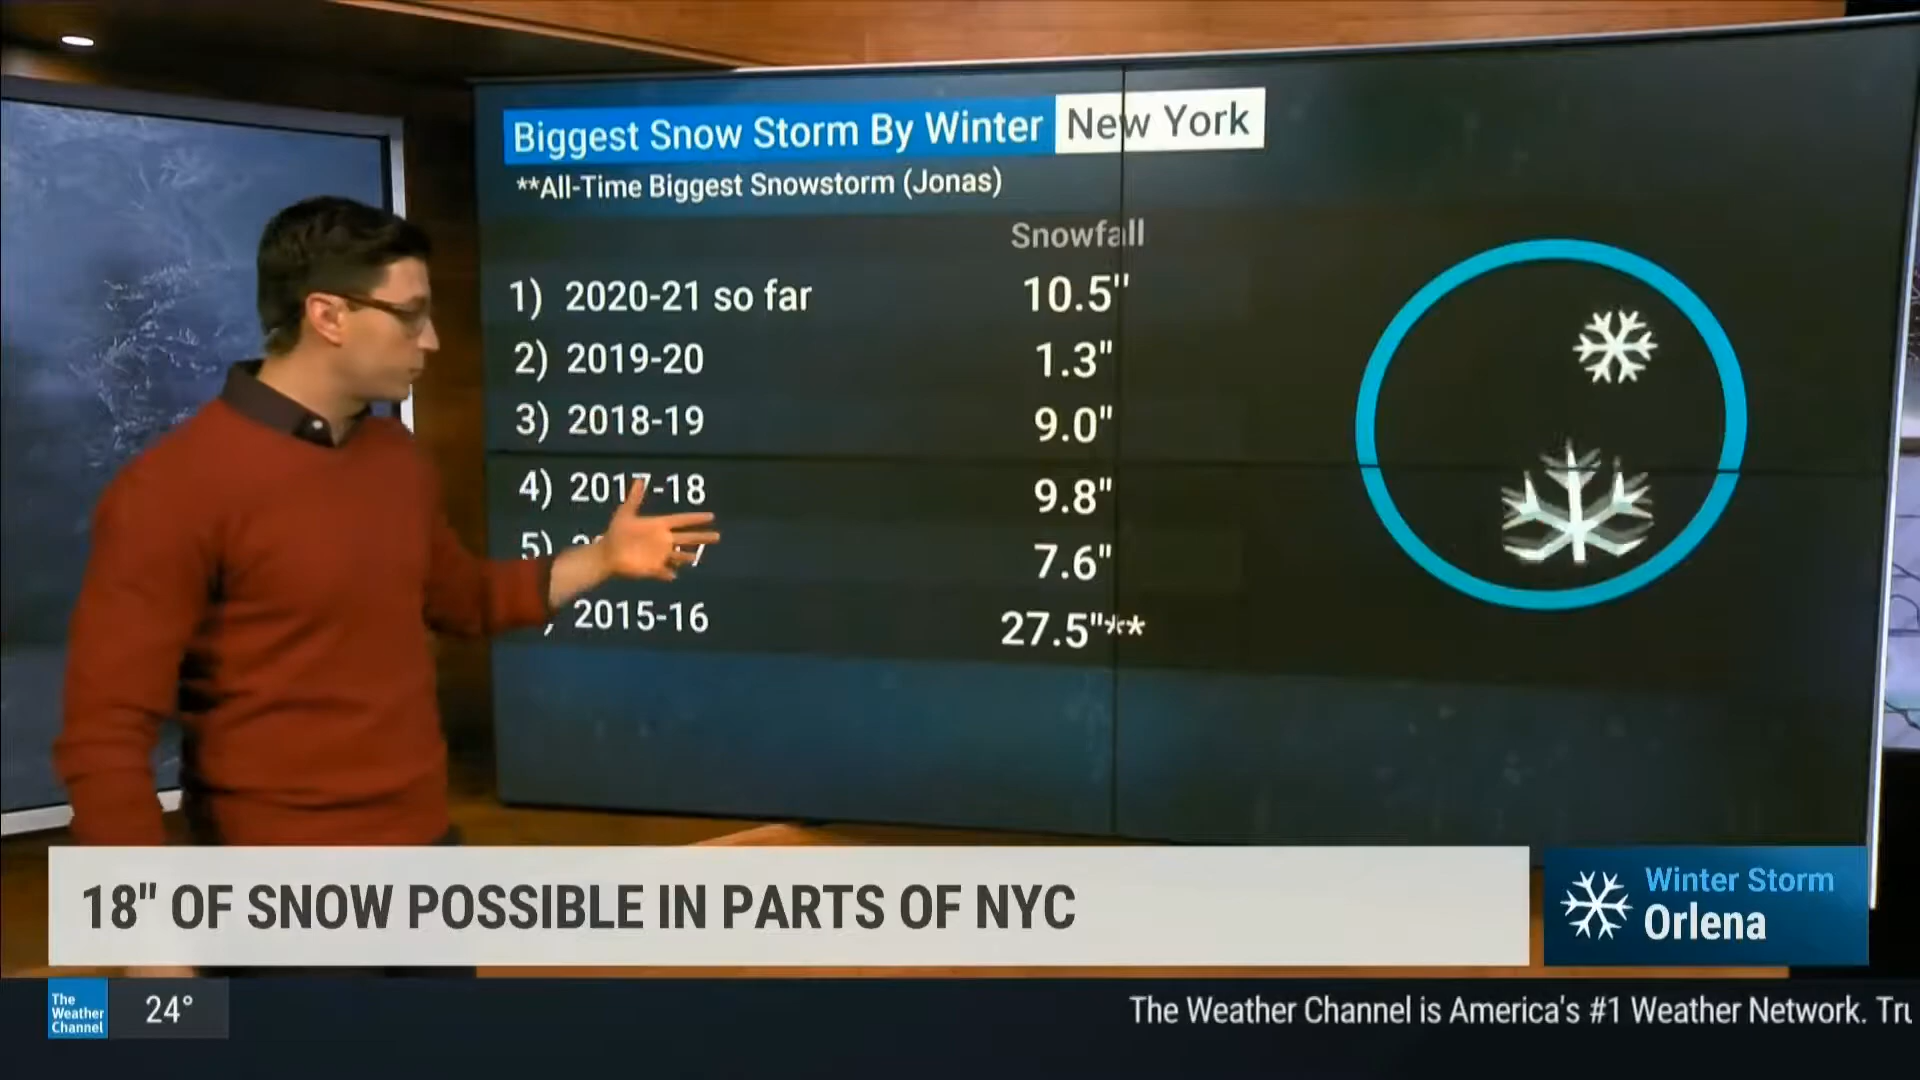 Biggest Snow Storm By Winter New York
**All-Time Biggest Snowstorm (Jonas)
Snowfall
1) 2020-21 so far 10.5"
2) 2019-20 1.3"
3) 2018-19 9.0"
4) 2017-18 9.8"
5) 7.6"
2015-16 27.5"**
18" OF SNOW POSSIBLE IN PARTS OF NYC
Winter Storm
Orlena
The
Weather
Channel
24°
The Weather Channel is America's #1 Weather Network.